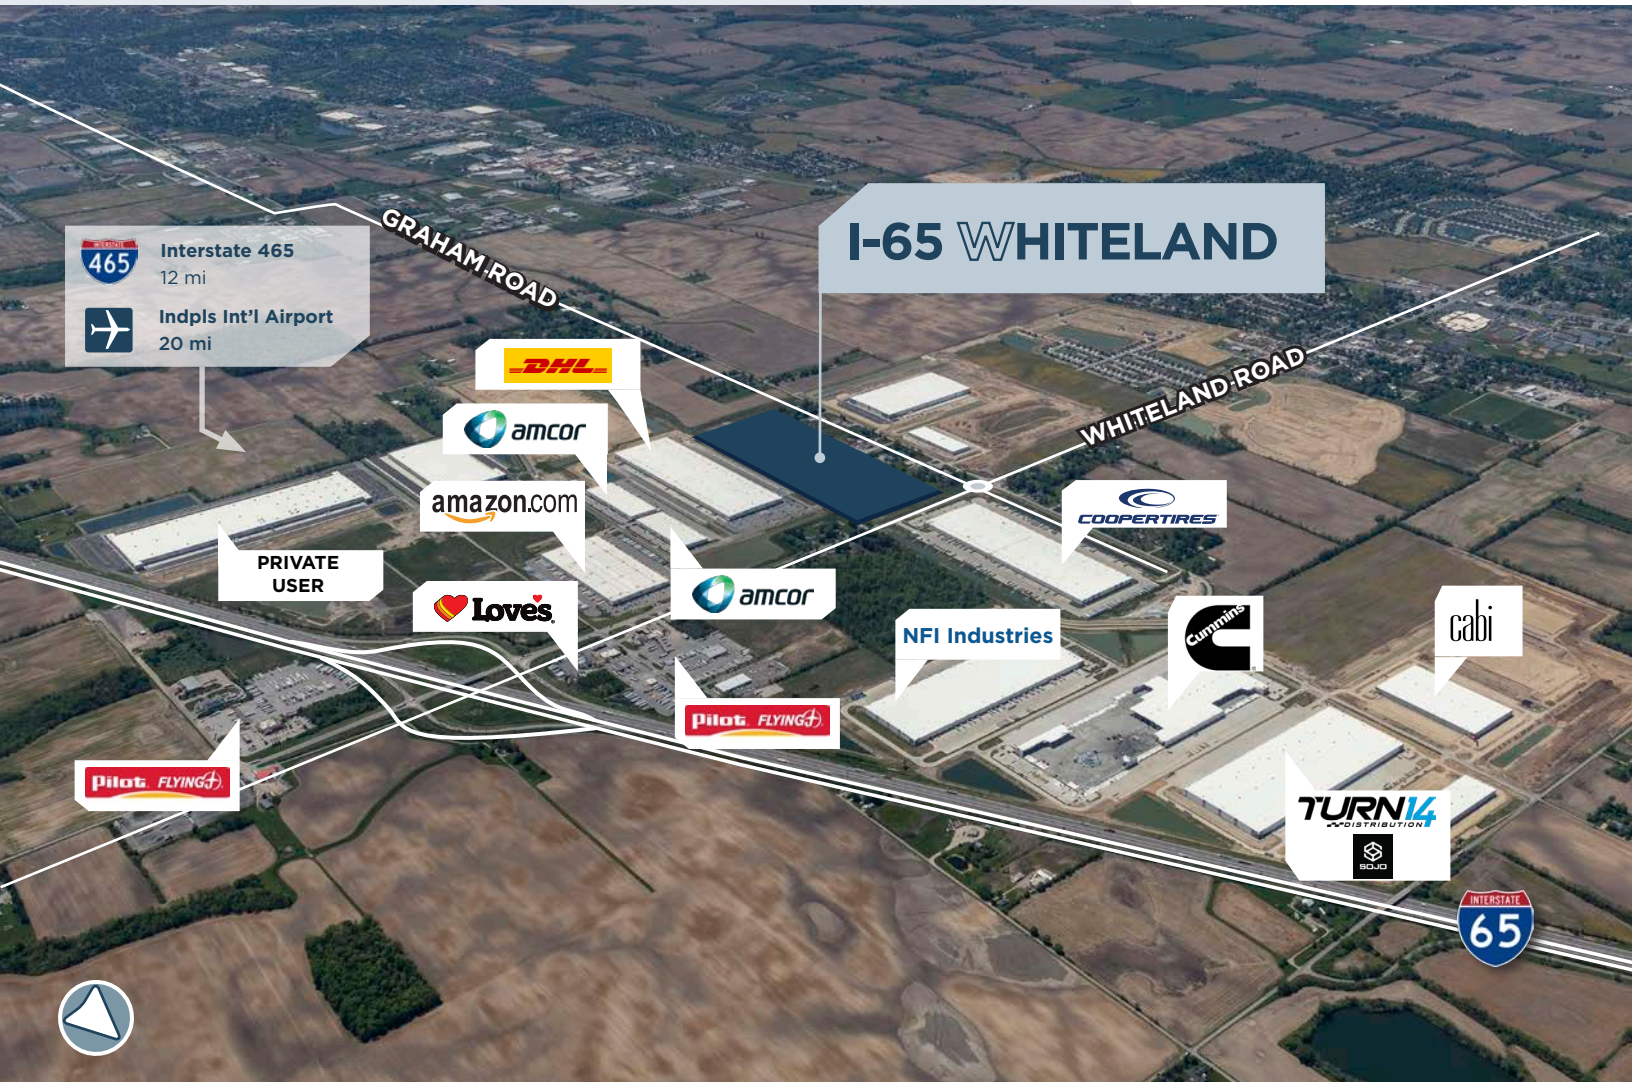 I-65 WHITELAND
GRAHAM ROAD
INTERSTATE
465
Interstate 465
12 mi
Indpls Int'l Airport
20 mi
WHITELAND ROAD
DHL
amcor
amazon.com
COOPERTIRES
PRIVATE
USER
Love's
amcor
NFI Industries
Cummins
cabi
Pilot. FLYING J.
Pilot. FLYING J.
TURN14
DISTRIBUTION
SOJO
INTERSTATE
65